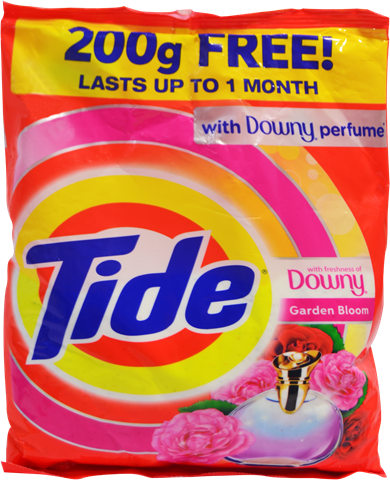 200g FREE!
LASTS UP TO 1 MONTH
with Downy perfume
Tide
with freshness of
Downy
Garden Bloom